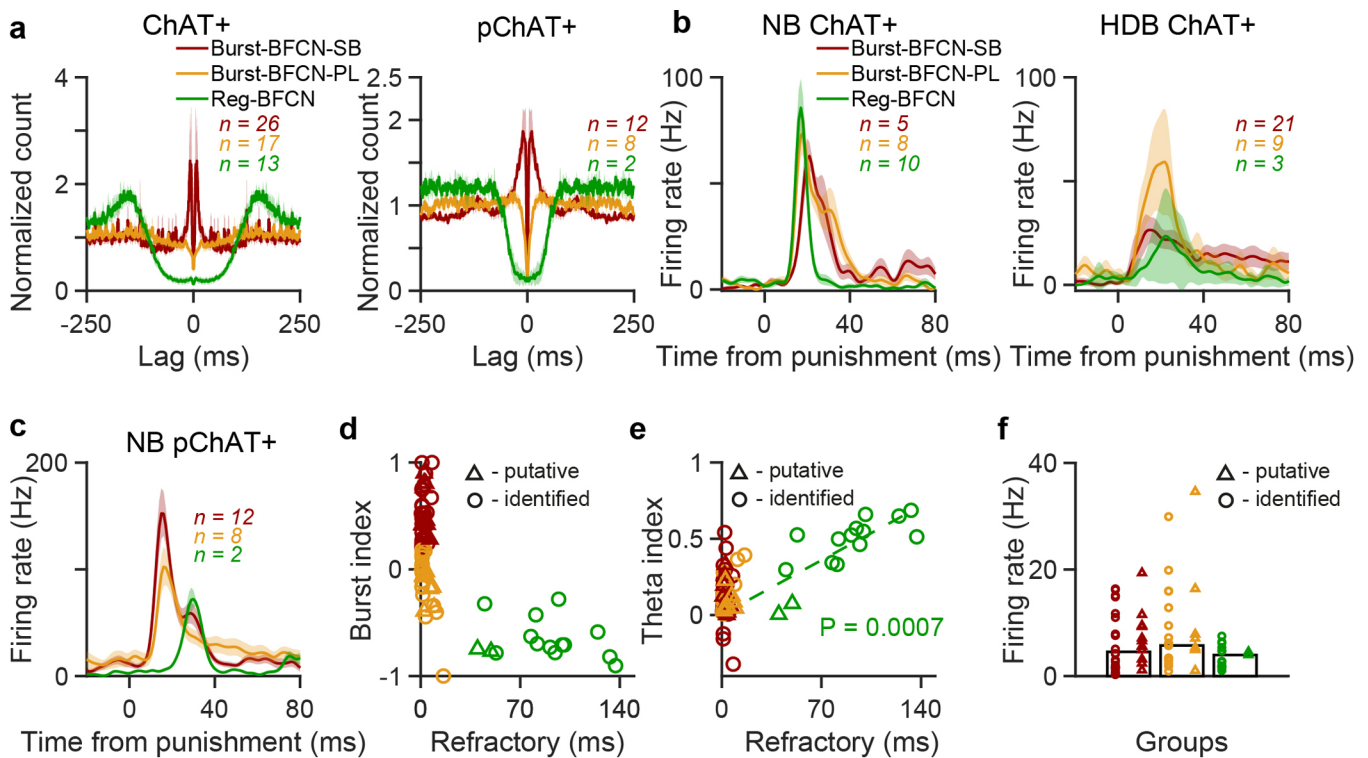 a
ChAT+
Burst-BFCN-SB
Burst-BFCN-PL
Reg-BFCN
n = 26
n = 17
n = 13
Normalized count
4
2
0
-250
0
250
Lag (ms)
pChAT+
n = 12
n = 8
n = 2
Normalized count
2.5
2
1
0
-250
0
250
Lag (ms)
b
NB ChAT+
Burst-BFCN-SB
Burst-BFCN-PL
Reg-BFCN
n = 5
n = 8
n = 10
Firing rate (Hz)
100
0
0
40
80
Time from punishment (ms)
HDB ChAT+
n = 21
n = 9
n = 3
Firing rate (Hz)
100
0
0
40
80
Time from punishment (ms)
c
NB pChAT+
n = 12
n = 8
n = 2
Firing rate (Hz)
200
100
0
0
40
80
Time from punishment (ms)
d
- putative
- identified
Burst index
1
0
-1
0
70
140
Refractory (ms)
e
- putative
- identified
Theta index
1
0.5
0
P = 0.0007
0
70
140
Refractory (ms)
f
- putative
- identified
Firing rate (Hz)
40
20
0
Groups